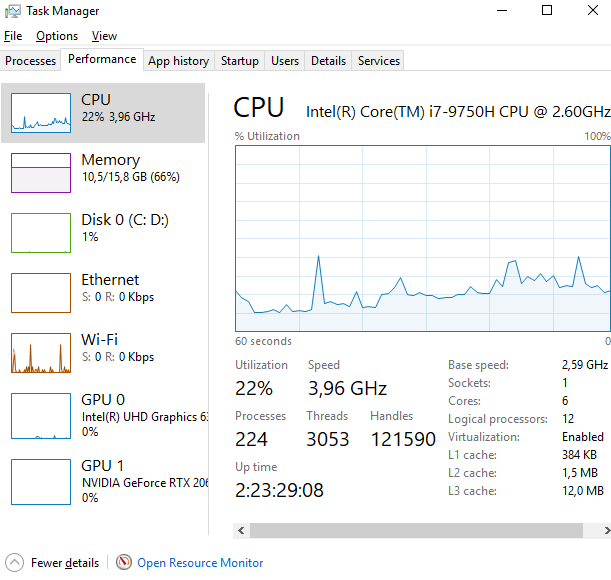 Task Manager
File Options View
Processes Performance App history Startup Users Details Services
CPU
22% 3,96 GHz
Memory
10,5/15,8 GB (66%)
Disk 0 (C: D:)
1%
Ethernet
S: 0 R: 0 Kbps
Wi-Fi
S: 0 R: 0 Kbps
GPU 0
Intel(R) UHD Graphics 6
0%
GPU 1
NVIDIA GeForce RTX 206
0%
CPU Intel(R) Core(TM) i7-9750H CPU @ 2.60GHz
% Utilization 100%
60 seconds 0
Utilization Speed
22% 3,96 GHz
Processes Threads Handles
224 3053 121590
Up time
2:23:29:08
Base speed: 2,59 GHz
Sockets: 1
Cores: 6
Logical processors: 12
Virtualization: Enabled
L1 cache: 384 KB
L2 cache: 1,5 MB
L3 cache: 12,0 MB
Fewer details Open Resource Monitor